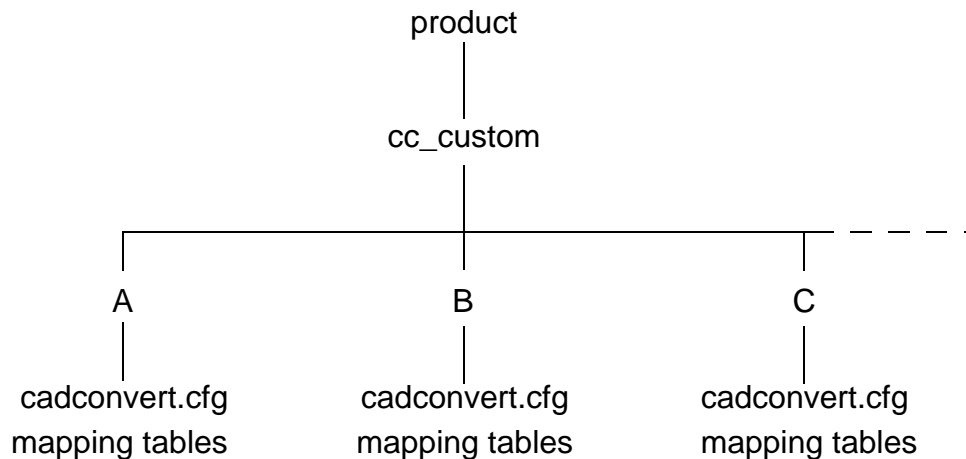 product
cc_custom
A B C
cadconvert.cfg cadconvert.cfg cadconvert.cfg
mapping tables mapping tables mapping tables